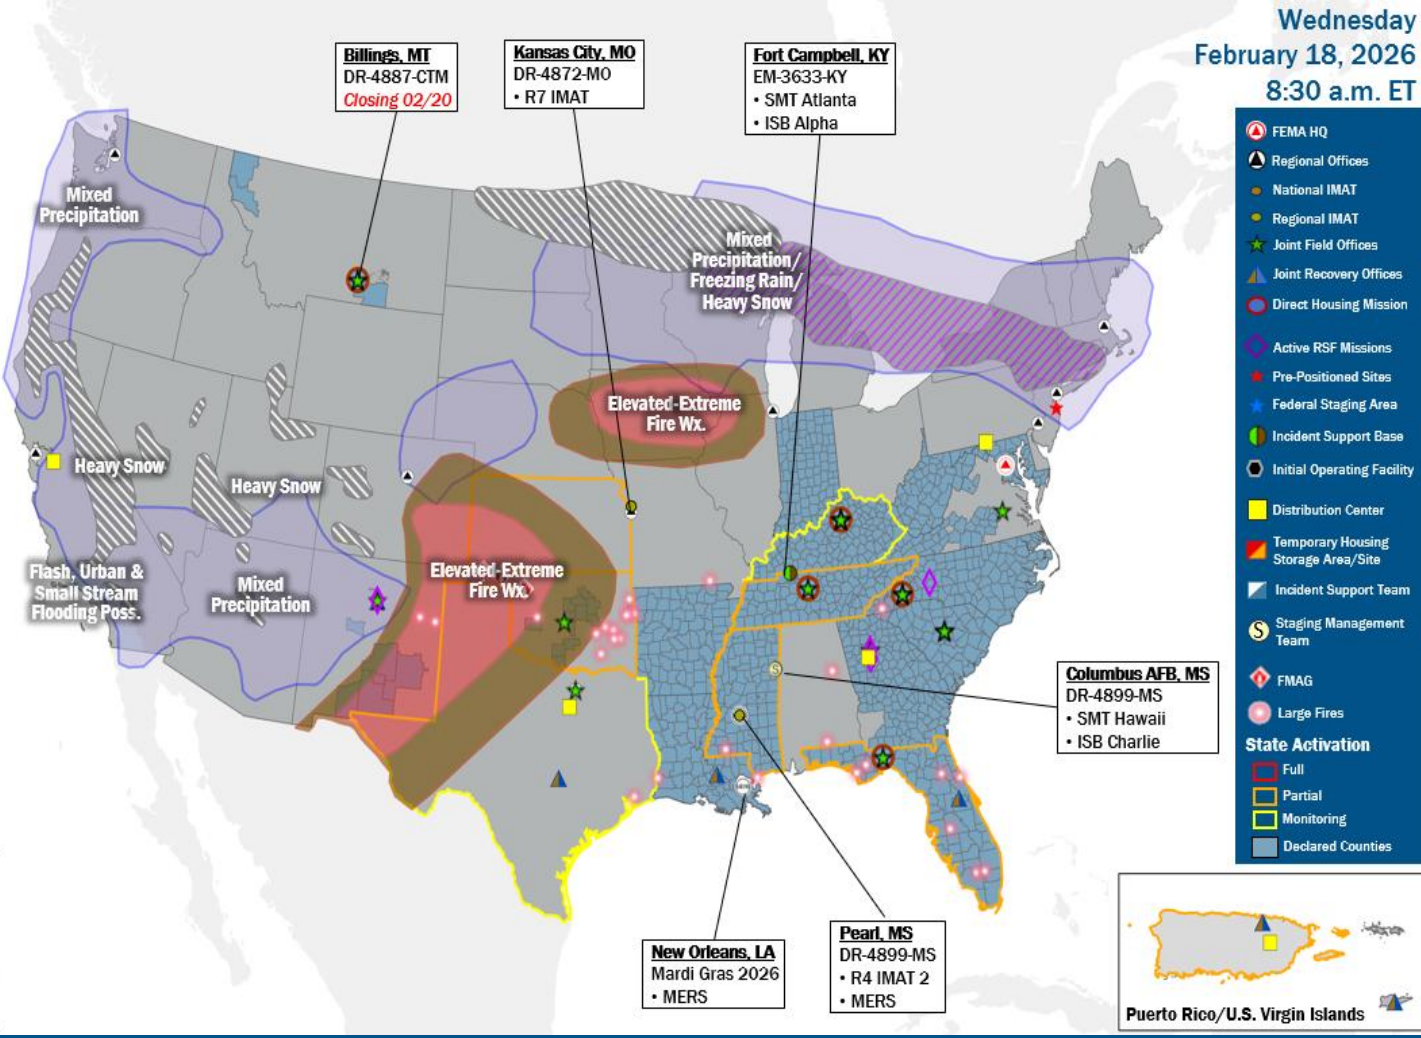 Wednesday
February 18, 2026
8:30 a.m. ET
Billings, MT
DR-4887-CTM
Closing 02/20
Kansas City, MO
DR-4872-MO
• R7 IMAT
Fort Campbell, KY
EM-3633-KY
• SMT Atlanta
• ISB Alpha
Mixed
Precipitation
Mixed
Precipitation/
Freezing Rain/
Heavy Snow
Elevated-Extreme
Fire Wx.
Heavy Snow
Heavy Snow
Flash, Urban &
Small Stream
Flooding Poss.
Mixed
Precipitation
Elevated-Extreme
Fire Wx.
S
Columbus AFB, MS
DR-4899-MS
• SMT Hawaii
• ISB Charlie
New Orleans, LA
Mardi Gras 2026
• MERS
Pearl, MS
DR-4899-MS
• R4 IMAT 2
• MERS
FEMA HQ
Regional Offices
National IMAT
Regional IMAT
Joint Field Offices
Joint Recovery Offices
Direct Housing Mission
Active RSF Missions
Pre-Positioned Sites
Federal Staging Area
Incident Support Base
Initial Operating Facility
Distribution Center
Temporary Housing
Storage Area/Site
Incident Support Team
S Staging Management
Team
FMAG
Large Fires
State Activation
Full
Partial
Monitoring
Declared Counties
Puerto Rico/U.S. Virgin Islands